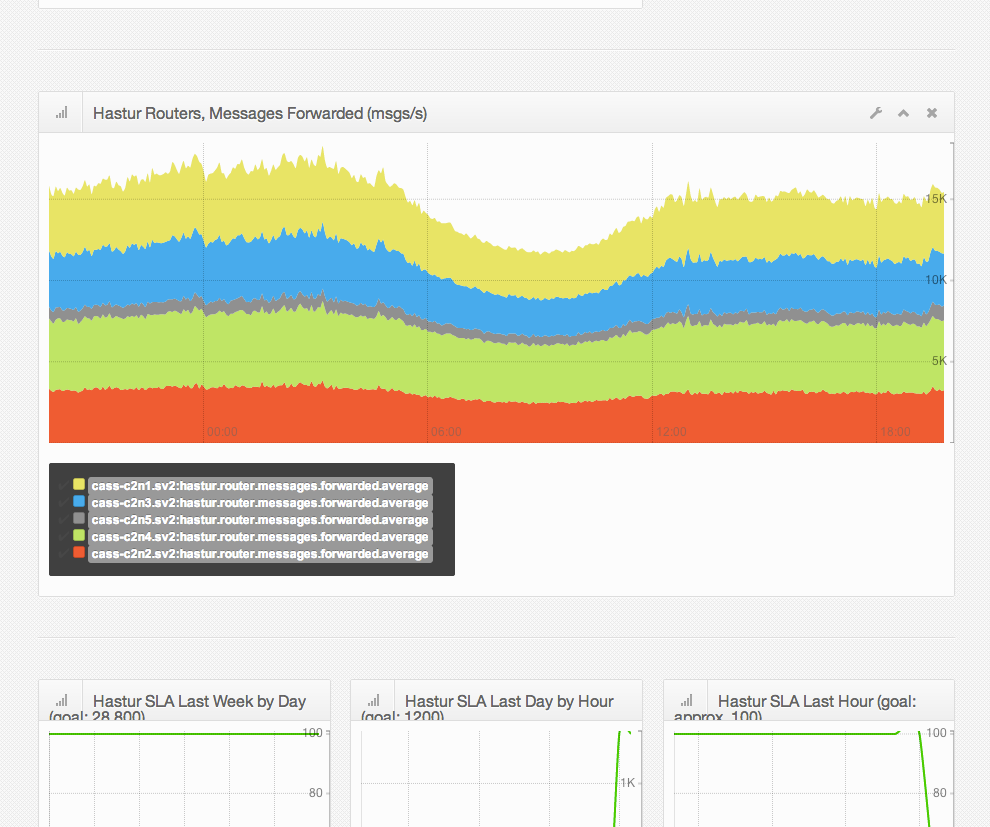 Hastur Routers, Messages Forwarded (msgs/s)
15K
10K
5K
00:00 06:00 12:00 18:00
cass-c2n1.sv2:hastur.router.messages.forwarded.average
cass-c2n3.sv2:hastur.router.messages.forwarded.average
cass-c2n5.sv2:hastur.router.messages.forwarded.average
cass-c2n4.sv2:hastur.router.messages.forwarded.average
cass-c2n2.sv2:hastur.router.messages.forwarded.average
Hastur SLA Last Week by Day
(goal: 28,800)
100
80
Hastur SLA Last Day by Hour
(goal: 1200)
1K
Hastur SLA Last Hour (goal:
approx. 100)
100
80